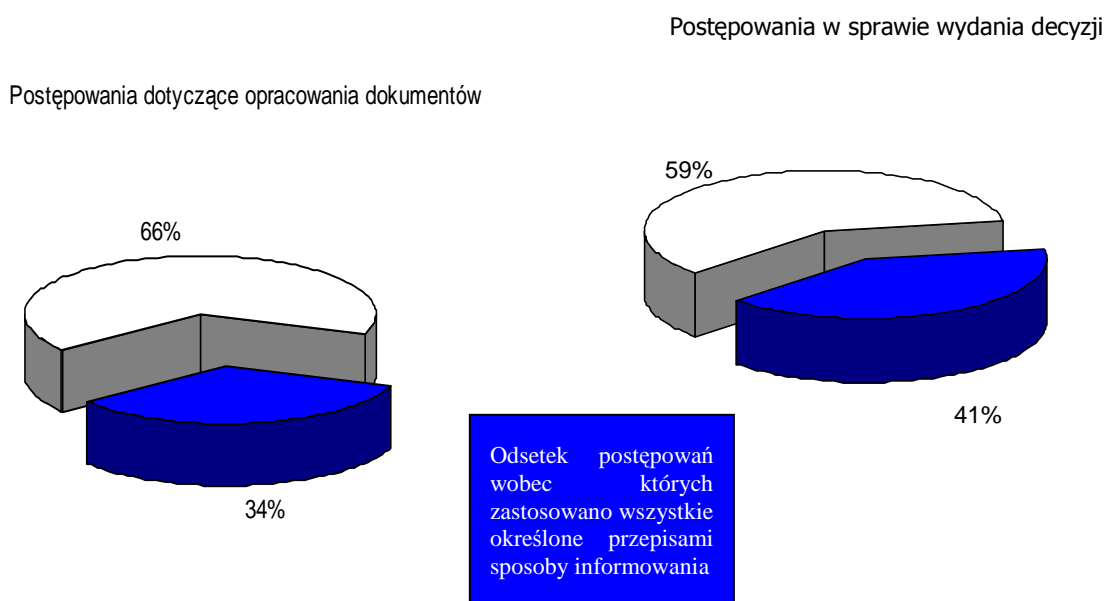 Postępowania w sprawie wydania decyzji
Postępowania dotyczące opracowania dokumentów
59%
66%
41%
34%
Odsetek postępowań
wobec których
zastosowano wszystkie
określone przepisami
sposoby informowania